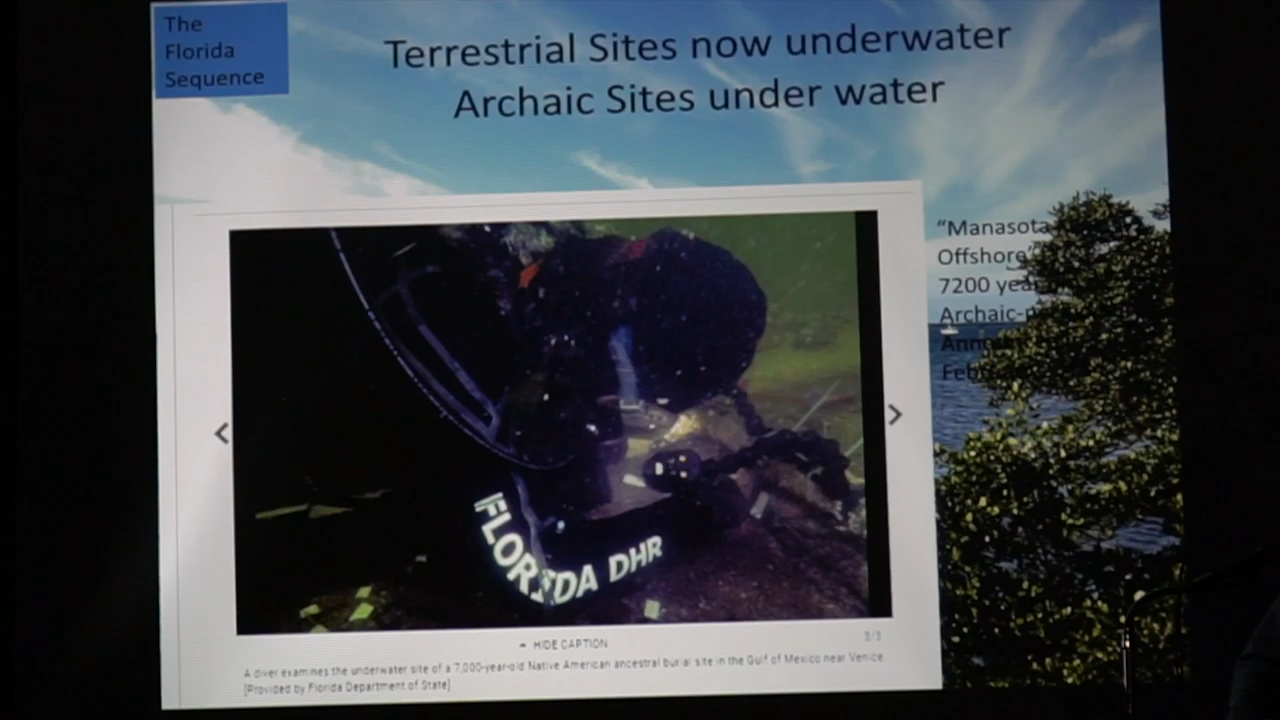 The
Florida
Sequence
Terrestrial Sites now underwater
Archaic Sites under water
“Manasota
Offshore
7200
FLORIDA DHR
HIDE CAPTION
3/3
A diver examines the underwater site of a 7,000-year-old Native American ancestral burial site in the Gulf of Mexico near Venice
[Provided by Florida Department of State]